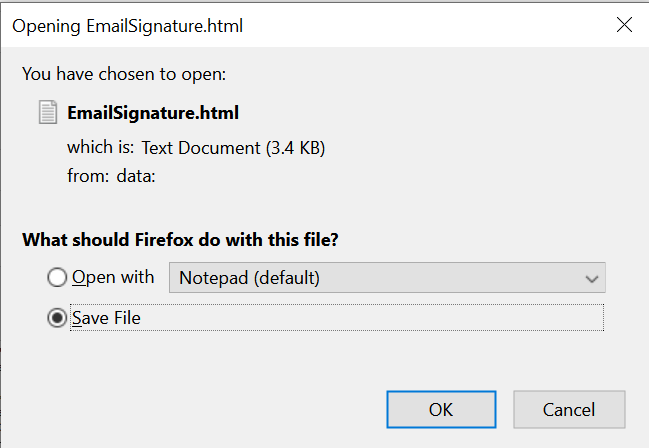 Opening EmailSignature.html
You have chosen to open:
EmailSignature.html
which is: Text Document (3.4 KB)
from: data:
What should Firefox do with this file?
Open with Notepad (default)
Save File
OK Cancel